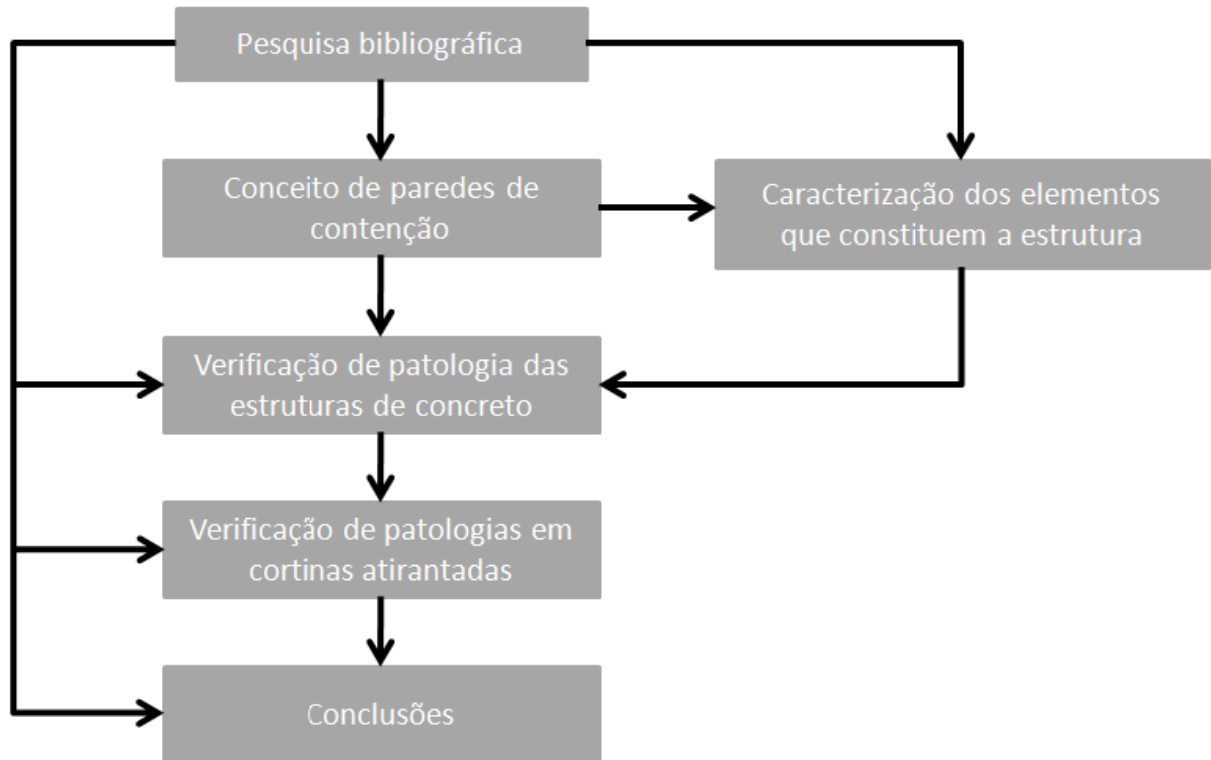 Pesquisa bibliográfica
Conceito de paredes de
contenção
Caracterização dos elementos
que constituem a estrutura
Verificação de patologia das
estruturas de concreto
Verificação de patologias em
cortinas atirantadas
Conclusões